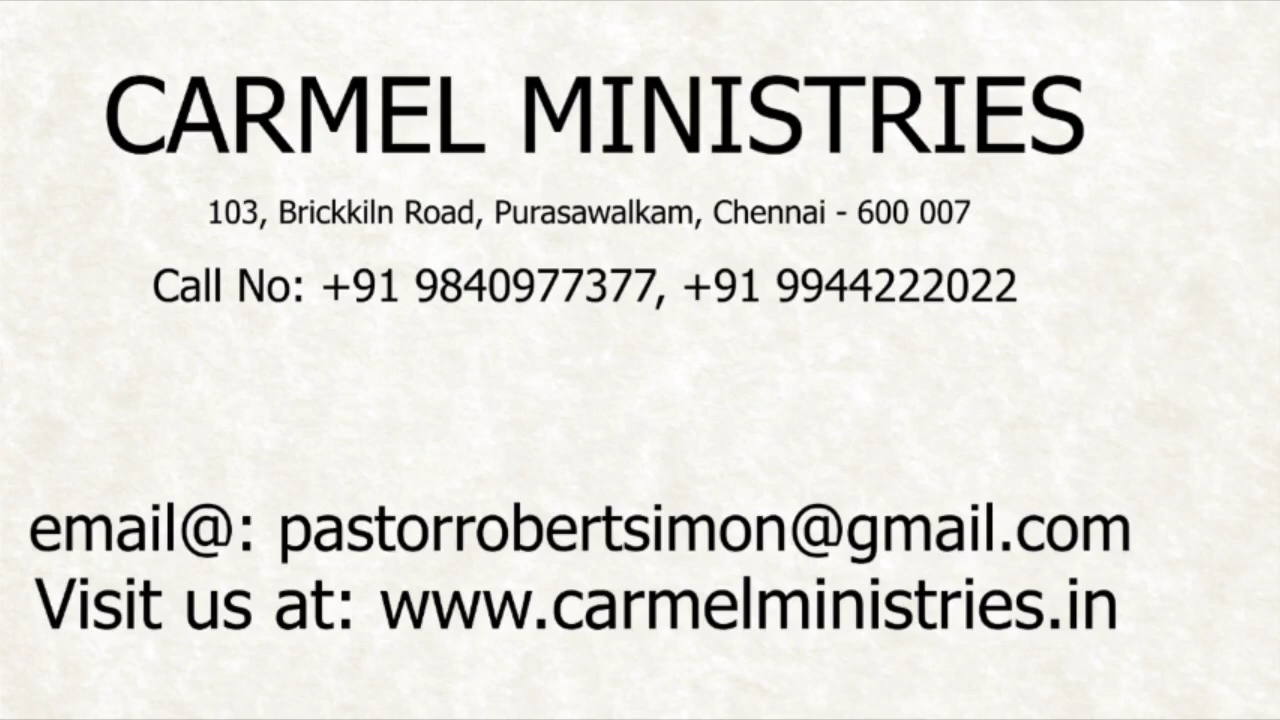 CARMEL MINISTRIES
103, Brickkiln Road, Purasawalkam, Chennai - 600 007
Call No: +91 9840977377, +91 9944222022
email@: pastorrobertsimon@gmail.com
Visit us at: www.carmelministries.in